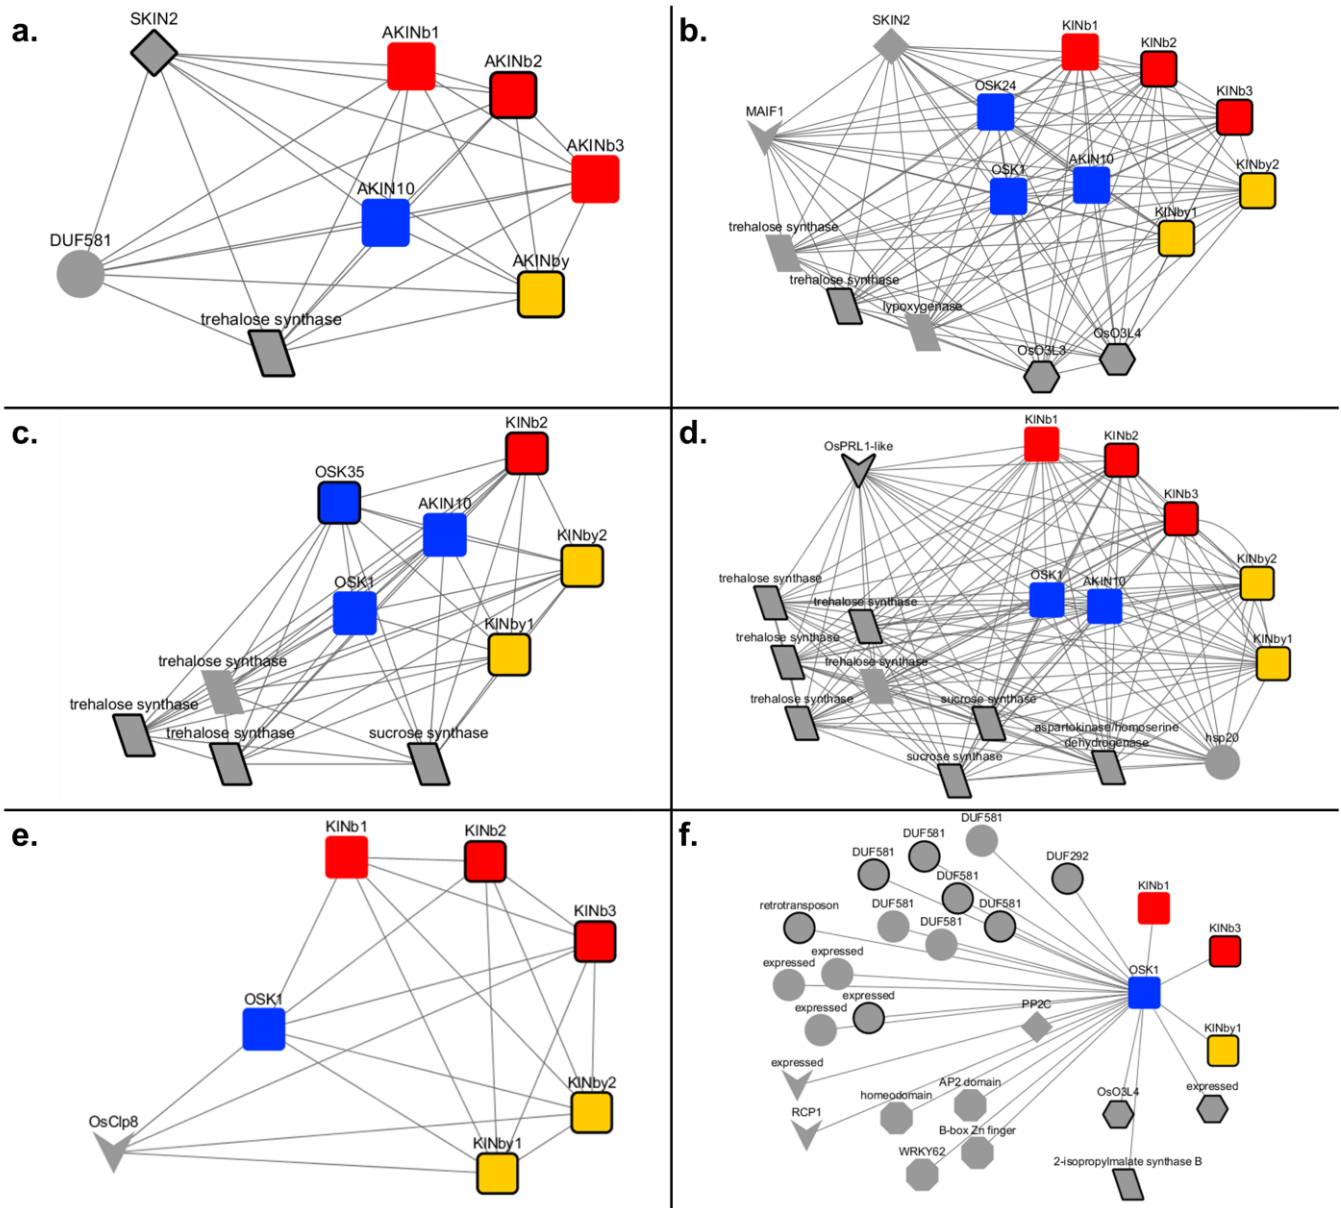 a.
SKIN2
AKINb1
AKINb2
AKINb3
AKIN10
DUF581
AKINby
trehalose synthase
b.
SKIN2
KINb1
KINb2
OSK24
KINb3
MAIF1
OSK1
AKIN10
KINby2
KINby1
trehalose synthase
trehalose synthase
lypoxygenase
OsO3L3
OsO3L4
c.
KINb2
OSK35
AKIN10
KINby2
OSK1
KINby1
trehalose synthase
trehalose synthase
trehalose synthase
sucrose synthase
d.
OsPRL1-like
KINb1
KINb2
KINb3
KINby2
trehalose synthase
OSK1
AKIN10
trehalose synthase
KINby1
trehalose synthase
trehalose synthase
trehalose synthase
sucrose synthase
aspartokinase/homoserine
dehydrogenase
hsp20
sucrose synthase
e.
KINb1
KINb2
KINb3
OSK1
KINby2
OsClp8
KINby1
f.
DUF581
DUF581
DUF581
DUF292
DUF581
KINb1
retrotransposon
DUF581
DUF581
DUF581
KINb3
expressed
expressed
OSK1
expressed
expressed
PP2C
KINby1
expressed
AP2 domain
homeodomain
OsO3L4
expressed
RCP1
B-box Zn finger
WRKY62
2-isopropylmalate synthase B